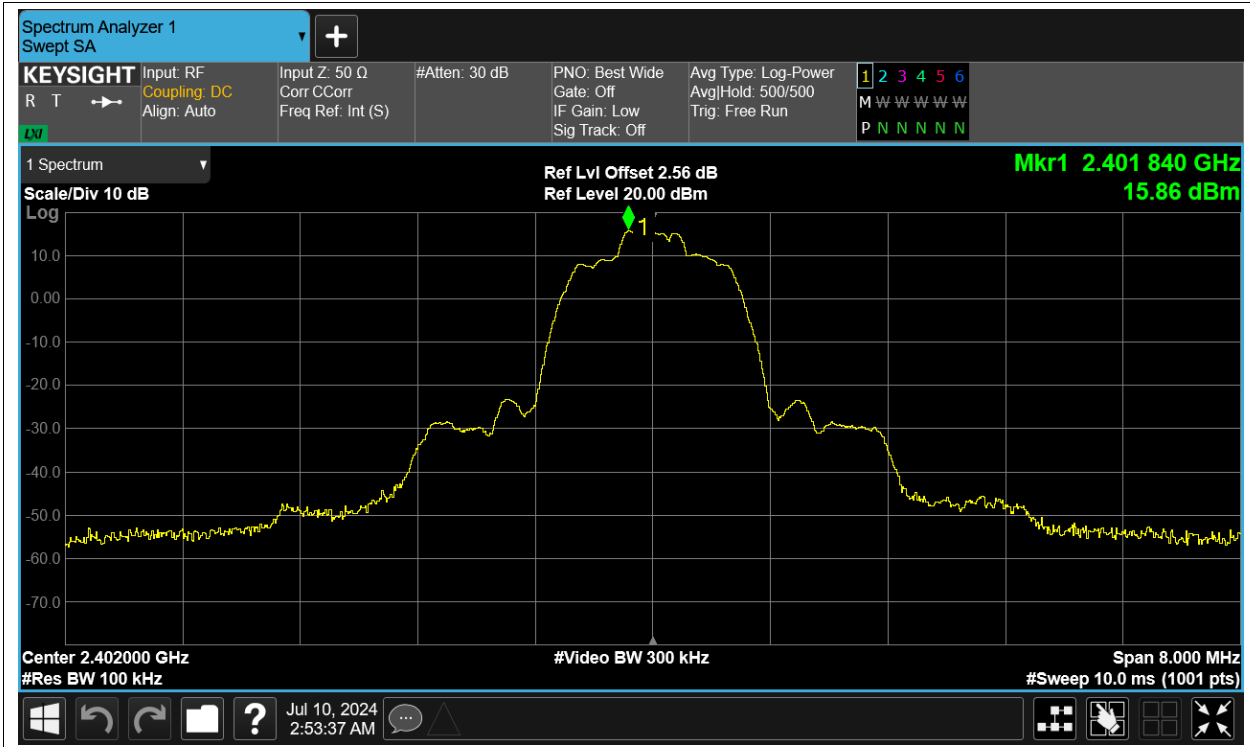 Spectrum Analyzer 1
Swept SA
+
KEYSIGHT
R T
LXI
Input: RF
Coupling: DC
Align: Auto
Input Z: 50 Ω
Corr CCorr
Freq Ref: Int (S)
#Atten: 30 dB
PNO: Best Wide
Gate: Off
IF Gain: Low
Sig Track: Off
Avg Type: Log-Power
Avg|Hold: 500/500
Trig: Free Run
1 2 3 4 5 6
M W W W W W
P N N N N N
1 Spectrum
Scale/Div 10 dB
Log
Ref Lvl Offset 2.56 dB
Ref Level 20.00 dBm
Mkr1 2.401 840 GHz
15.86 dBm
1
10.0
0.00
-10.0
-20.0
-30.0
-40.0
-50.0
-60.0
-70.0
Center 2.402000 GHz
#Res BW 100 kHz
#Video BW 300 kHz
Span 8.000 MHz
#Sweep 10.0 ms (1001 pts)
?
Jul 10, 2024
2:53:37 AM